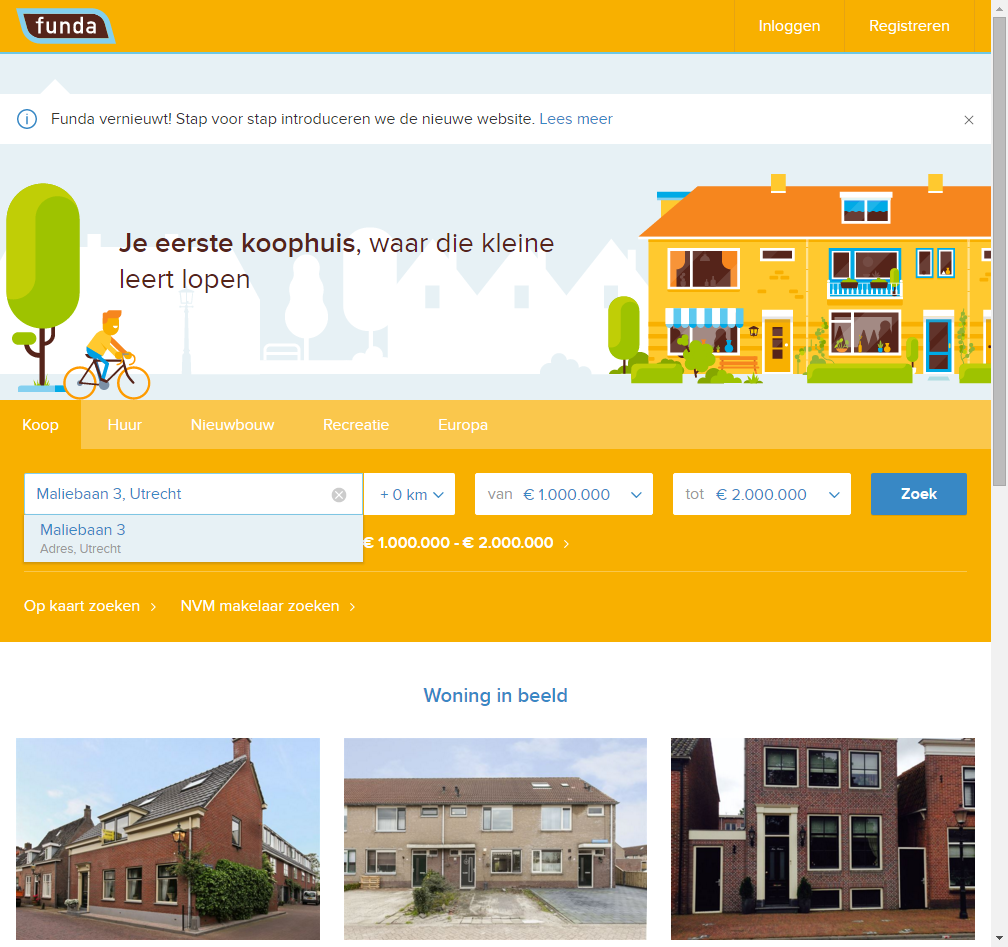 funda
Inloggen
Registreren
Funda vernieuwt! Stap voor stap introduceren we de nieuwe website. Lees meer
Je eerste koophuis, waar die kleine
leert lopen
Koop
Huur
Nieuwbouw
Recreatie
Europa
Maliebaan 3, Utrecht
+ 0 km
van € 1.000.000
tot € 2.000.000
Zoek
Maliebaan 3
Adres, Utrecht
€ 1.000.000 - € 2.000.000
Op kaart zoeken
NVM makelaar zoeken
Woning in beeld